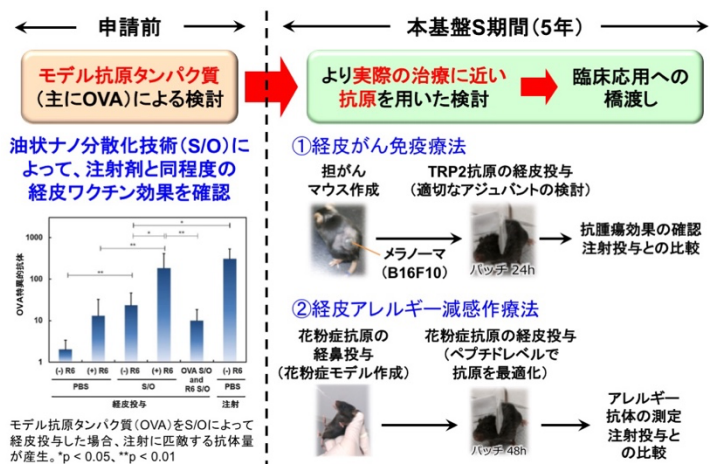 申請前
本基盤S期間(5年)
モデル抗原タンパク質
(主にOVA)による検討
より実際の治療に近い
抗原を用いた検討
臨床応用への
橋渡し
油状ナノ分散化技術(S/O)に
よって、注射剤と同程度の
経皮ワクチン効果を確認
OVA特異的抗体
1000
100
10
1
*
* **
**
**
(-) R6 (+) R6 (-) R6 (+) R6 OVA S/O and R6 S/O (-) R6
PBS S/O PBS
経皮投与 注射
モデル抗原タンパク質(OVA)をS/Oによって
経皮投与した場合、注射に匹敵する抗体量
が産生。*p < 0.05、**p < 0.01
①経皮がん免疫療法
担がん
マウス作成
TRP2抗原の経皮投与
(適切なアジュバントの検討)
メラノーマ
(B16F10)
パッチ 24h
抗腫瘍効果の確認
注射投与との比較
②経皮アレルギー減感作療法
花粉症抗原の
経鼻投与
(花粉症モデル作成)
花粉症抗原の経皮投与
(ペプチドレベルで
抗原を最適化)
パッチ 48h
アレルギー
抗体の測定
注射投与と
の比較